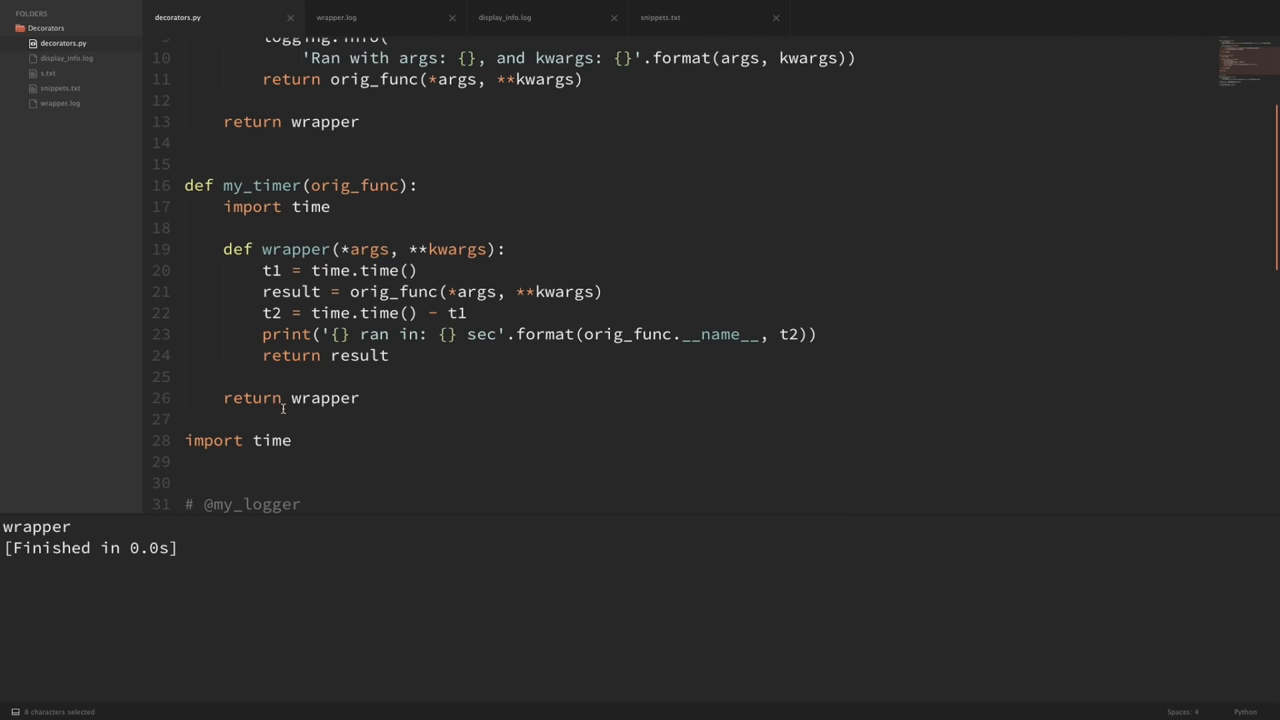 FOLDERS
Decorators
decorators.py
display_info.log
s.txt
snippets.txt
wrapper.log
decorators.py
wrapper.log
display_info.log
snippets.txt
9         logging.info(
10             'Ran with args: {}, and kwargs: {}'.format(args, kwargs))
11         return orig_func(*args, **kwargs)
12
13     return wrapper
14
15
16 def my_timer(orig_func):
17     import time
18
19     def wrapper(*args, **kwargs):
20         t1 = time.time()
21         result = orig_func(*args, **kwargs)
22         t2 = time.time() - t1
23         print('{} ran in: {} sec'.format(orig_func.__name__, t2))
24         return result
25
26     return wrapper
27
28 import time
29
30
31 # @my_logger
wrapper
[Finished in 0.0s]
8 characters selected
Spaces: 4
Python